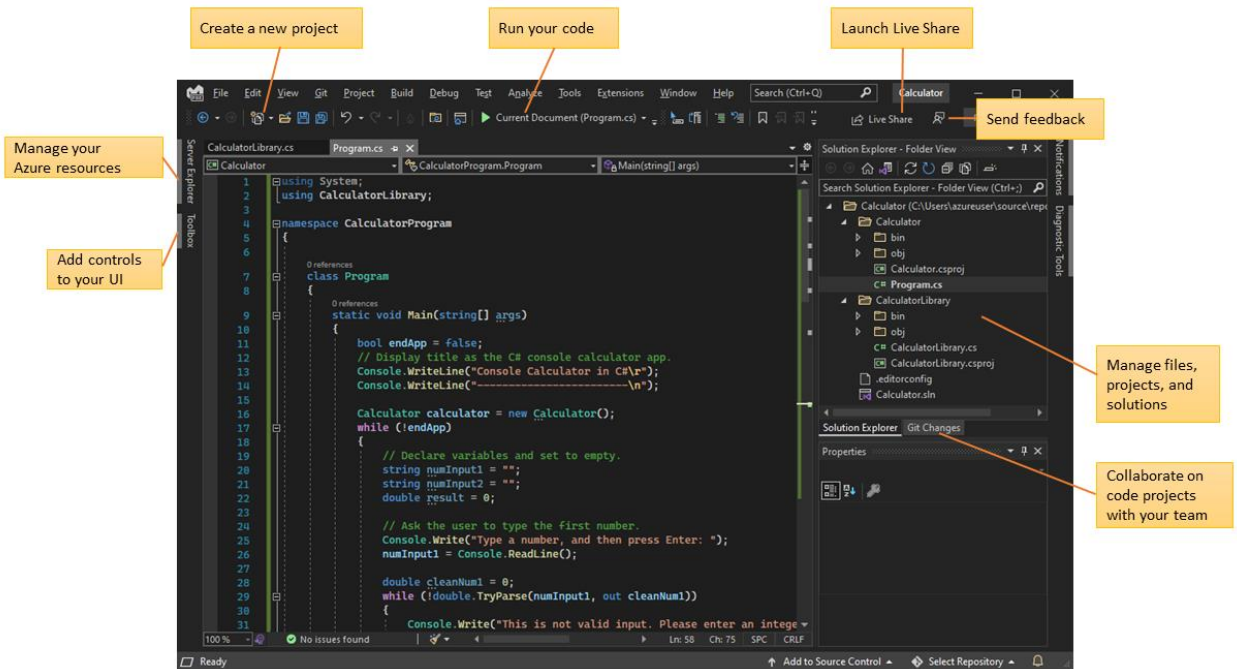 Create a new project
Run your code
Launch Live Share
File Edit View Git Project Build Debug Test Analyze Tools Extensions Window Help Search (Ctrl+Q) Calculator
Current Document (Program.cs) Live Share
Send feedback
Manage your
Azure resources
Add controls
to your UI
Server Explorer
Toolbox
CalculatorLibrary.cs Program.cs
Calculator CalculatorProgram.Program Main(string[] args)
1 using System;
2 using CalculatorLibrary;
3
4 namespace CalculatorProgram
5 {
6
0 references
7 class Program
8 {
0 references
9 static void Main(string[] args)
10 {
11 bool endApp = false;
12 // Display title as the C# console calculator app.
13 Console.WriteLine("Console Calculator in C#\r");
14 Console.WriteLine("------------------------\n");
15
16 Calculator calculator = new Calculator();
17 while (!endApp)
18 {
19 // Declare variables and set to empty.
20 string numInput1 = "";
21 string numInput2 = "";
22 double result = 0;
23
24 // Ask the user to type the first number.
25 Console.Write("Type a number, and then press Enter: ");
26 numInput1 = Console.ReadLine();
27
28 double cleanNum1 = 0;
29 while (!double.TryParse(numInput1, out cleanNum1))
30 {
31 Console.Write("This is not valid input. Please enter an intege
100 % No issues found Ln: 58 Ch: 75 SPC CRLF
Solution Explorer - Folder View
Search Solution Explorer - Folder View (Ctrl+;)
Calculator (C:\Users\azureuser\source\repo
Calculator
bin
obj
Calculator.csproj
C# Program.cs
CalculatorLibrary
bin
obj
C# CalculatorLibrary.cs
CalculatorLibrary.csproj
.editorconfig
Calculator.sln
Solution Explorer Git Changes
Properties
Notifications
Diagnostic Tools
Manage files,
projects, and
solutions
Collaborate on
code projects
with your team
Ready Add to Source Control Select Repository